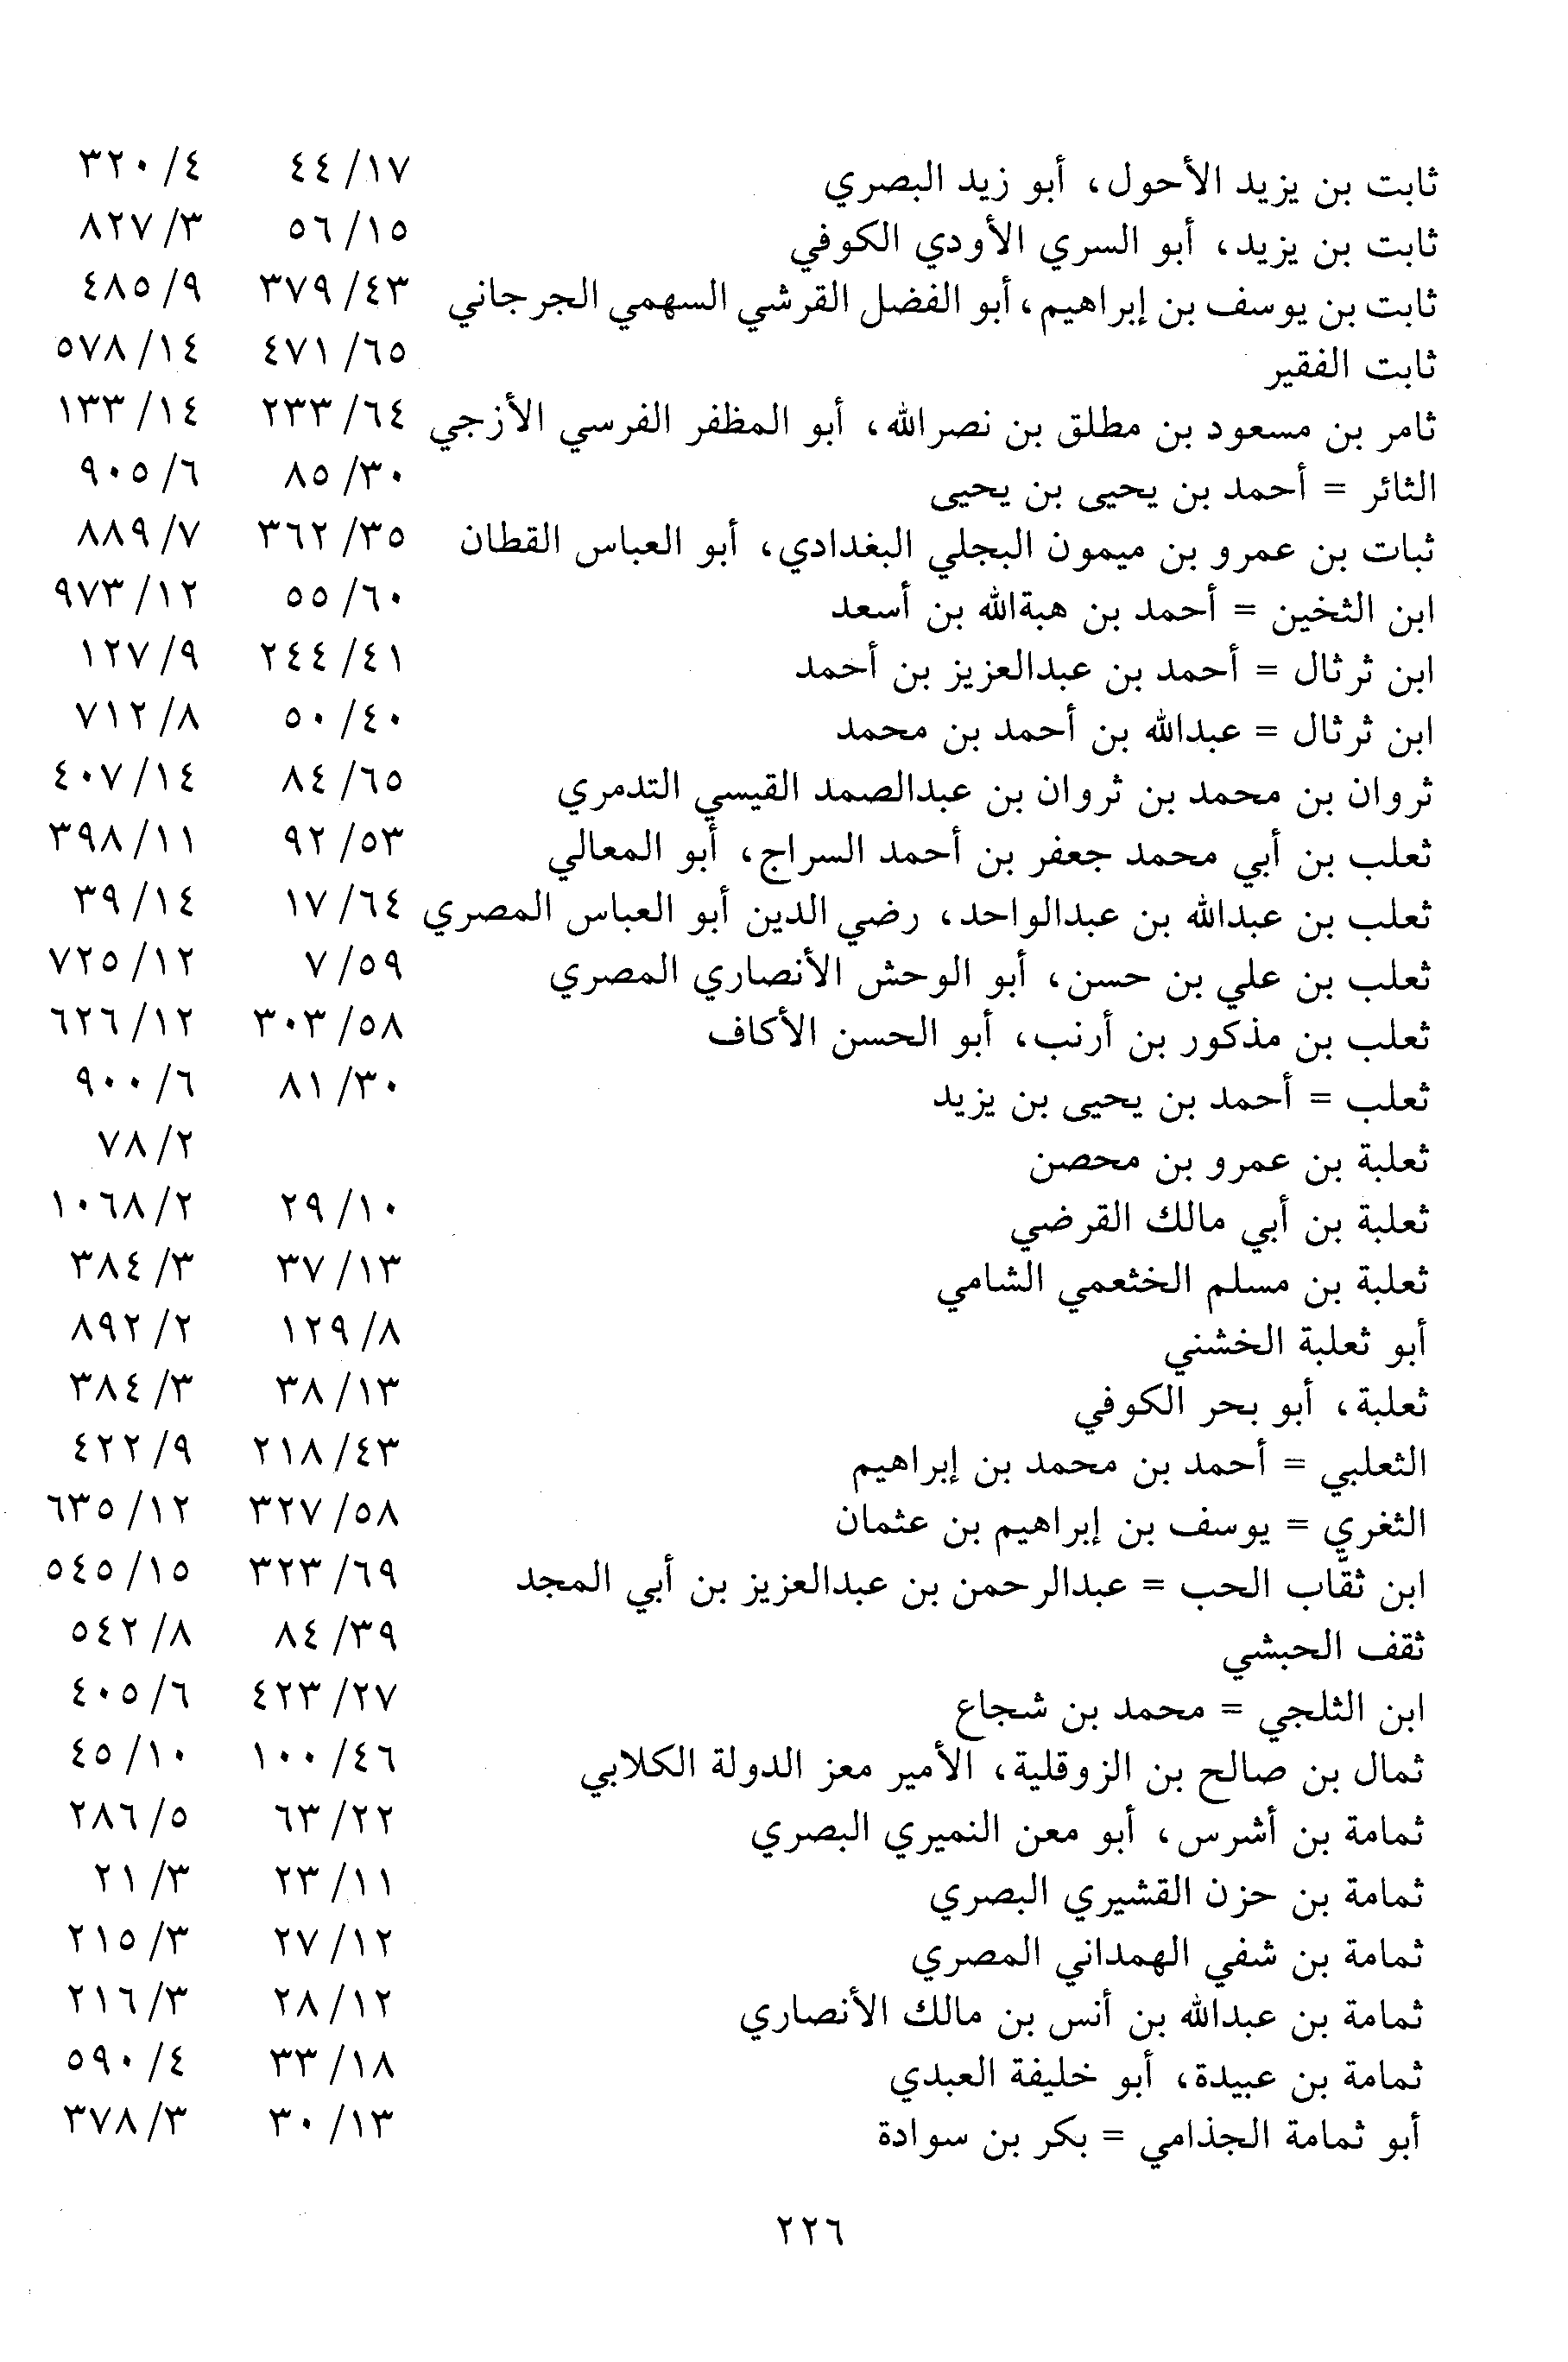 ثابت بن يزيد الأحول، أبو زيد البصري ١٧/ ٤٤ ٤/ ٣٢٠
ثابت بن يزيد، أبو السري الأودي الكوفي ١٥/ ٥٦ ٣/ ٨٢٧
ثابت بن يوسف بن إبراهيم، أبو الفضل القرشي السهمي الجرجاني ٤٣/ ٣٧٩ ٩/ ٤٨٥
ثابت الفقير ٦٥/ ٤٧١ ١٤/ ٥٧٨
ثامر بن مسعود بن مطلق بن نصرالله، أبو المظفر الفرسي الأزجي ٦٤/ ٢٣٣ ١٤/ ١٣٣
الثائر = أحمد بن يحيى بن يحيى ٣٠/ ٨٥ ٦/ ٩٠٥
ثبات بن عمرو بن ميمون البجلي البغدادي، أبو العباس القطان ٣٥/ ٣٦٢ ٧/ ٨٨٩
ابن الثخين = أحمد بن هبةالله بن أسعد ٦٠/ ٥٥ ١٢/ ٩٧٣
ابن ثرثال = أحمد بن عبدالعزيز بن أحمد ٤١/ ٢٤٤ ٩/ ١٢٧
ابن ثرثال = عبدالله بن أحمد بن محمد ٤٠/ ٥٠ ٨/ ٧١٢
ثروان بن محمد بن ثروان بن عبدالصمد القيسي التدمري ٦٥/ ٨٤ ١٤/ ٤٠٧
ثعلب بن أبي محمد جعفر بن أحمد السراج، أبو المعالي ٥٣/ ٩٢ ١١/ ٣٩٨
ثعلب بن عبدالله بن عبدالواحد، رضي الدين أبو العباس المصري ٦٤/ ١٧ ١٤/ ٣٩
ثعلب بن علي بن حسن، أبو الوحش الأنصاري المصري ٥٩/ ٧ ١٢/ ٧٢٥
ثعلب بن مذكور بن أرنب، أبو الحسن الأكاف ٥٨/ ٣٠٣ ١٢/ ٦٢٦
ثعلب = أحمد بن يحيى بن يزيد ٣٠/ ٨١ ٦/ ٩٠٠
ثعلبة بن عمرو بن محصن ٢/ ٧٨
ثعلبة بن أبي مالك القرضي ١٠/ ٢٩ ٢/ ١٠٦٨
ثعلبة بن مسلم الخثعمي الشامي ١٣/ ٣٧ ٣/ ٣٨٤
أبو ثعلبة الخشني ٨/ ١٢٩ ٢/ ٨٩٢
ثعلبة، أبو بحر الكوفي ١٣/ ٣٨ ٣/ ٣٨٤
الثعلبي = أحمد بن محمد بن إبراهيم ٤٣/ ٢١٨ ٩/ ٤٢٢
الثغري = يوسف بن إبراهيم بن عثمان ٥٨/ ٣٢٧ ١٢/ ٦٣٥
ابن ثقّاب الحب = عبدالرحمن بن عبدالعزيز بن أبي المجد ٦٩/ ٣٢٣ ١٥/ ٥٤٥
ثقف الحبشي ٣٩/ ٨٤ ٨/ ٥٤٢
ابن الثلجي = محمد بن شجاع ٢٧/ ٤٢٣ ٦/ ٤٠٥
ثمال بن صالح بن الزوقلية، الأمير معز الدولة الكلابي ٤٦/ ١٠٠ ١٠/ ٤٥
ثمامة بن أشرس، أبو معن النميري البصري ٢٢/ ٦٣ ٥/ ٢٨٦
ثمامة بن حزن القشيري البصري ١١/ ٢٣ ٣/ ٢١
ثمامة بن شفي الهمداني المصري ١٢/ ٢٧ ٣/ ٢١٥
ثمامة بن عبدالله بن أنس بن مالك الأنصاري ١٢/ ٢٨ ٣/ ٢١٦
ثمامة بن عبيدة، أبو خليفة العبدي ١٨/ ٣٣ ٤/ ٥٩٠
أبو ثمامة الجذامي = بكر بن سوادة ١٣/ ٣٠ ٣/ ٣٧٨
٢٢٦